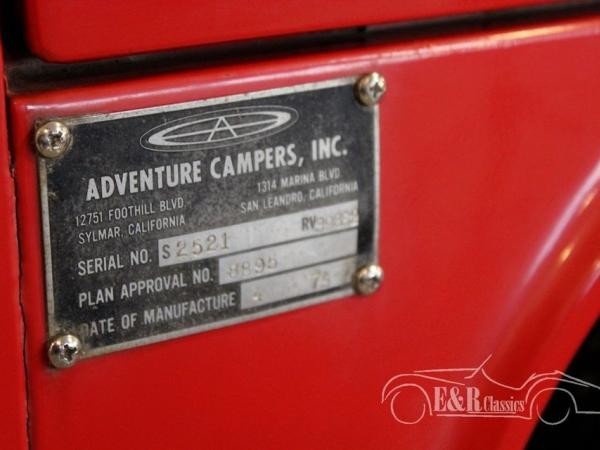 ADVENTURE CAMPERS, INC.
12751 FOOTHILL BLVD. 1314 MARINA BLVD
SYLMAR, CALIFORNIA SAN LEANDRO, CALIFORNIA
SERIAL NO. S2521
PLAN APPROVAL NO. 8895
DATE OF MANUFACTURE 75
E&R Classics